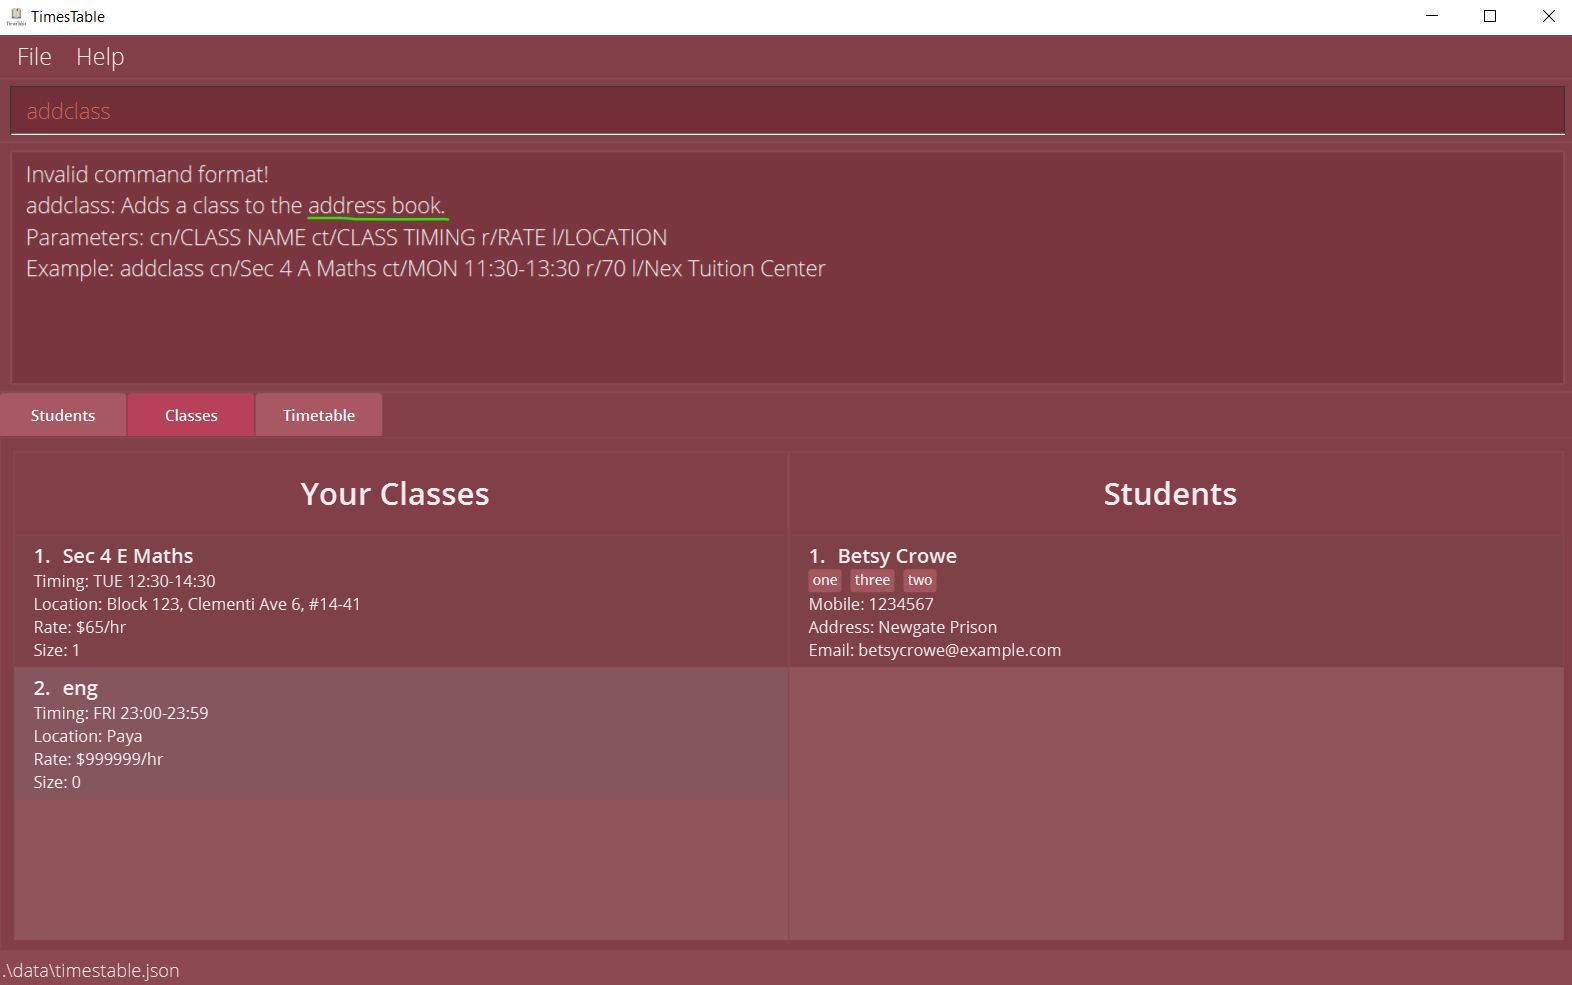 TimesTable
File Help
addclass
Invalid command format!
addclass: Adds a class to the address book.
Parameters: cn/CLASS NAME ct/CLASS TIMING r/RATE l/LOCATION
Example: addclass cn/Sec 4 A Maths ct/MON 11:30-13:30 r/70 l/Nex Tuition Center
Students Classes Timetable
Your Classes
1. Sec 4 E Maths
Timing: TUE 12:30-14:30
Location: Block 123, Clementi Ave 6, #14-41
Rate: $65/hr
Size: 1
2. eng
Timing: FRI 23:00-23:59
Location: Paya
Rate: $999999/hr
Size: 0
Students
1. Betsy Crowe
one three two
Mobile: 1234567
Address: Newgate Prison
Email: betsycrowe@example.com
.\data\timestable.json